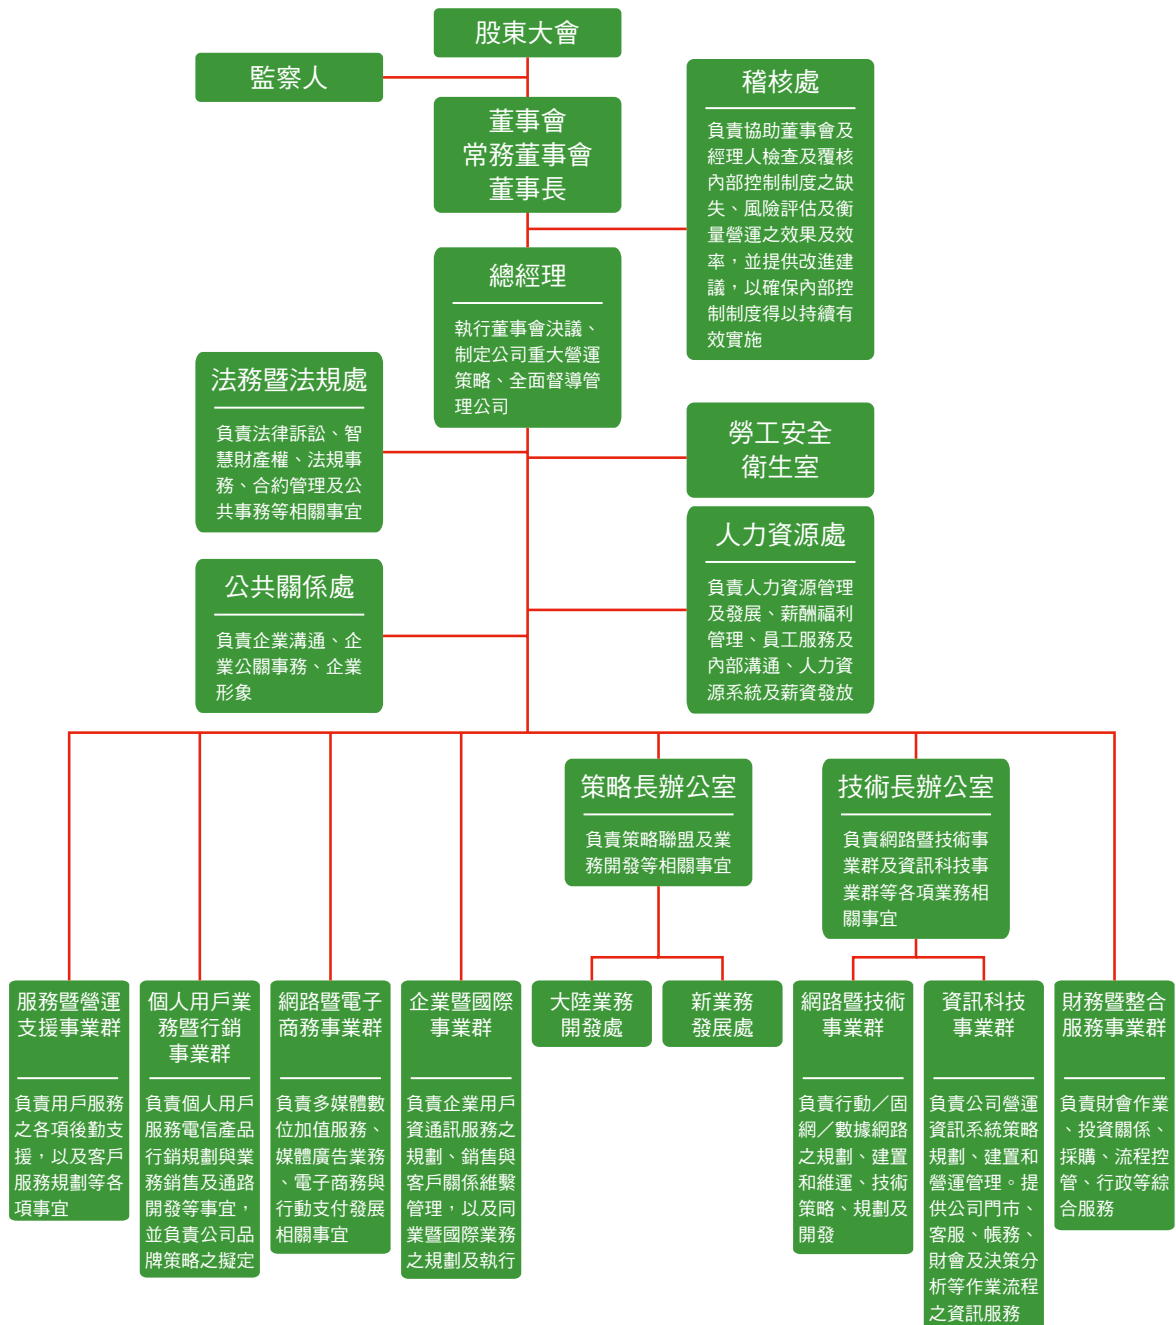 股東大會
監察人
董事會
常務董事會
董事長
稽核處
負責協助董事會及
經理人檢查及覆核
內部控制制度之缺
失、風險評估及衡
量營運之效果及效
率，並提供改進建
議，以確保內部控
制制度得以持續有
效實施
總經理
執行董事會決議、
制定公司重大營運
策略、全面督導管
理公司
法務暨法規處
負責法律訴訟、智
慧財產權、法規事
務、合約管理及公
共事務等相關事宜
勞工安全
衛生室
人力資源處
負責人力資源管理
及發展、薪酬福利
管理、員工服務及
內部溝通、人力資
源系統及薪資發放
公共關係處
負責企業溝通、企
業公關事務、企業
形象
策略長辦公室
負責策略聯盟及業
務開發等相關事宜
技術長辦公室
負責網路暨技術事
業群及資訊科技事
業群等各項業務相
關事宜
服務暨營運
支援事業群
負責用戶服務
之各項後勤支
援，以及客戶
服務規劃等各
項事宜
個人用戶業
務暨行銷
事業群
負責個人用戶
服務電信產品
行銷規劃與業
務銷售及通路
開發等事宜，
並負責公司品
牌策略之擬定
網路暨電子
商務事業群
負責多媒體數
位加值服務、
媒體廣告業務
、電子商務與
行動支付發展
相關事宜
企業暨國際
事業群
負責企業用戶
資通訊服務之
規劃、銷售與
客戶關係維繫
管理，以及同
業暨國際業務
之規劃及執行
大陸業務
開發處
新業務
發展處
網路暨技術
事業群
負責行動／固
網／數據網路
之規劃、建置
和維運、技術
策略、規劃及
開發
資訊科技
事業群
負責公司營運
資訊系統策略
規劃、建置和
營運管理。提
供公司門市、
客服、帳務、
財會及決策分
析等作業流程
之資訊服務
財務暨整合
服務事業群
負責財會作業
、投資關係、
採購、流程控
管、行政等綜
合服務